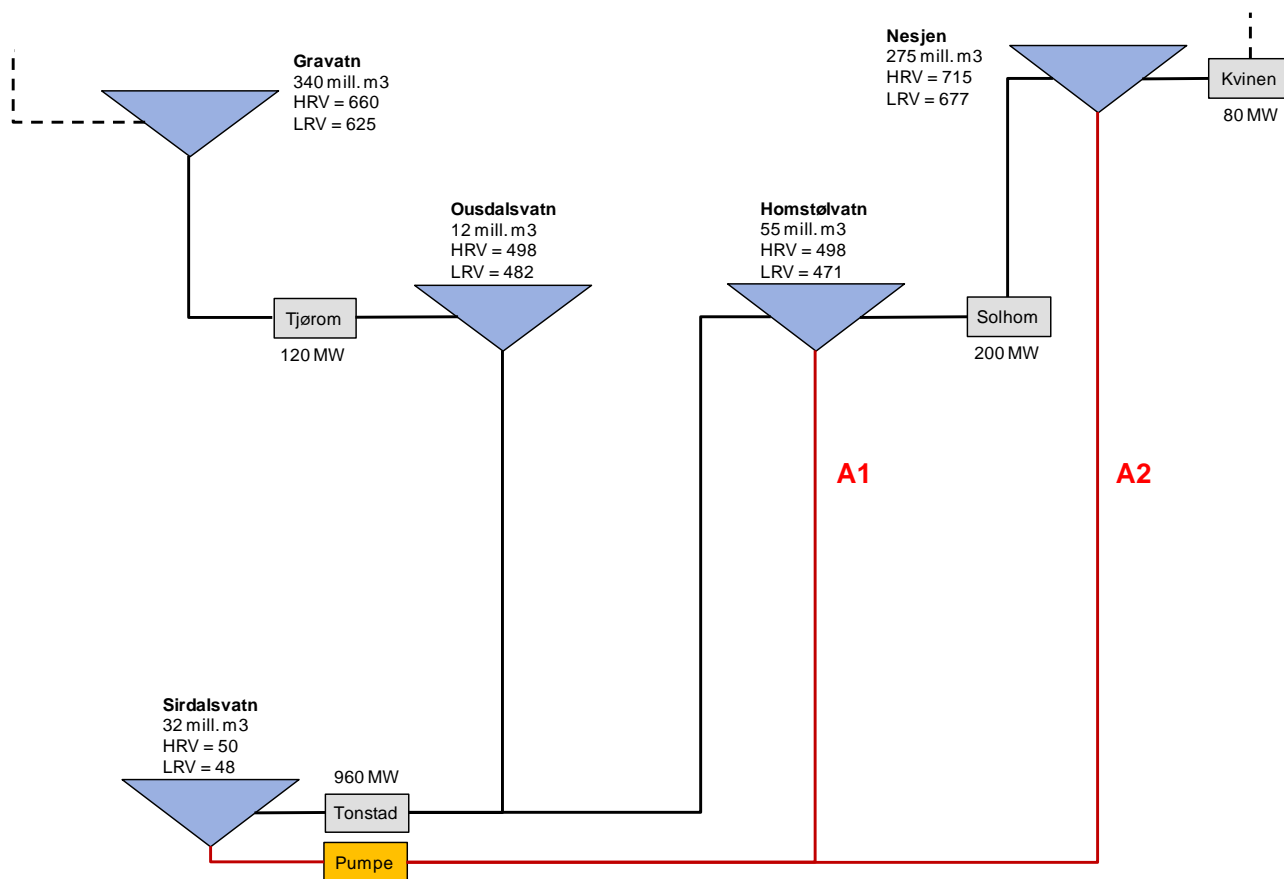 Nesjen
275 mill. m3
HRV = 715
LRV = 677
Kvinen
80 MW
Gravatn
340 mill. m3
HRV = 660
LRV = 625
Ousdalsvatn
12 mill. m3
HRV = 498
LRV = 482
Homstølvatn
55 mill. m3
HRV = 498
LRV = 471
Tjørom
120 MW
Solhom
200 MW
A1
A2
Sirdalsvatn
32 mill. m3
HRV = 50
LRV = 48
960 MW
Tonstad
Pumpe